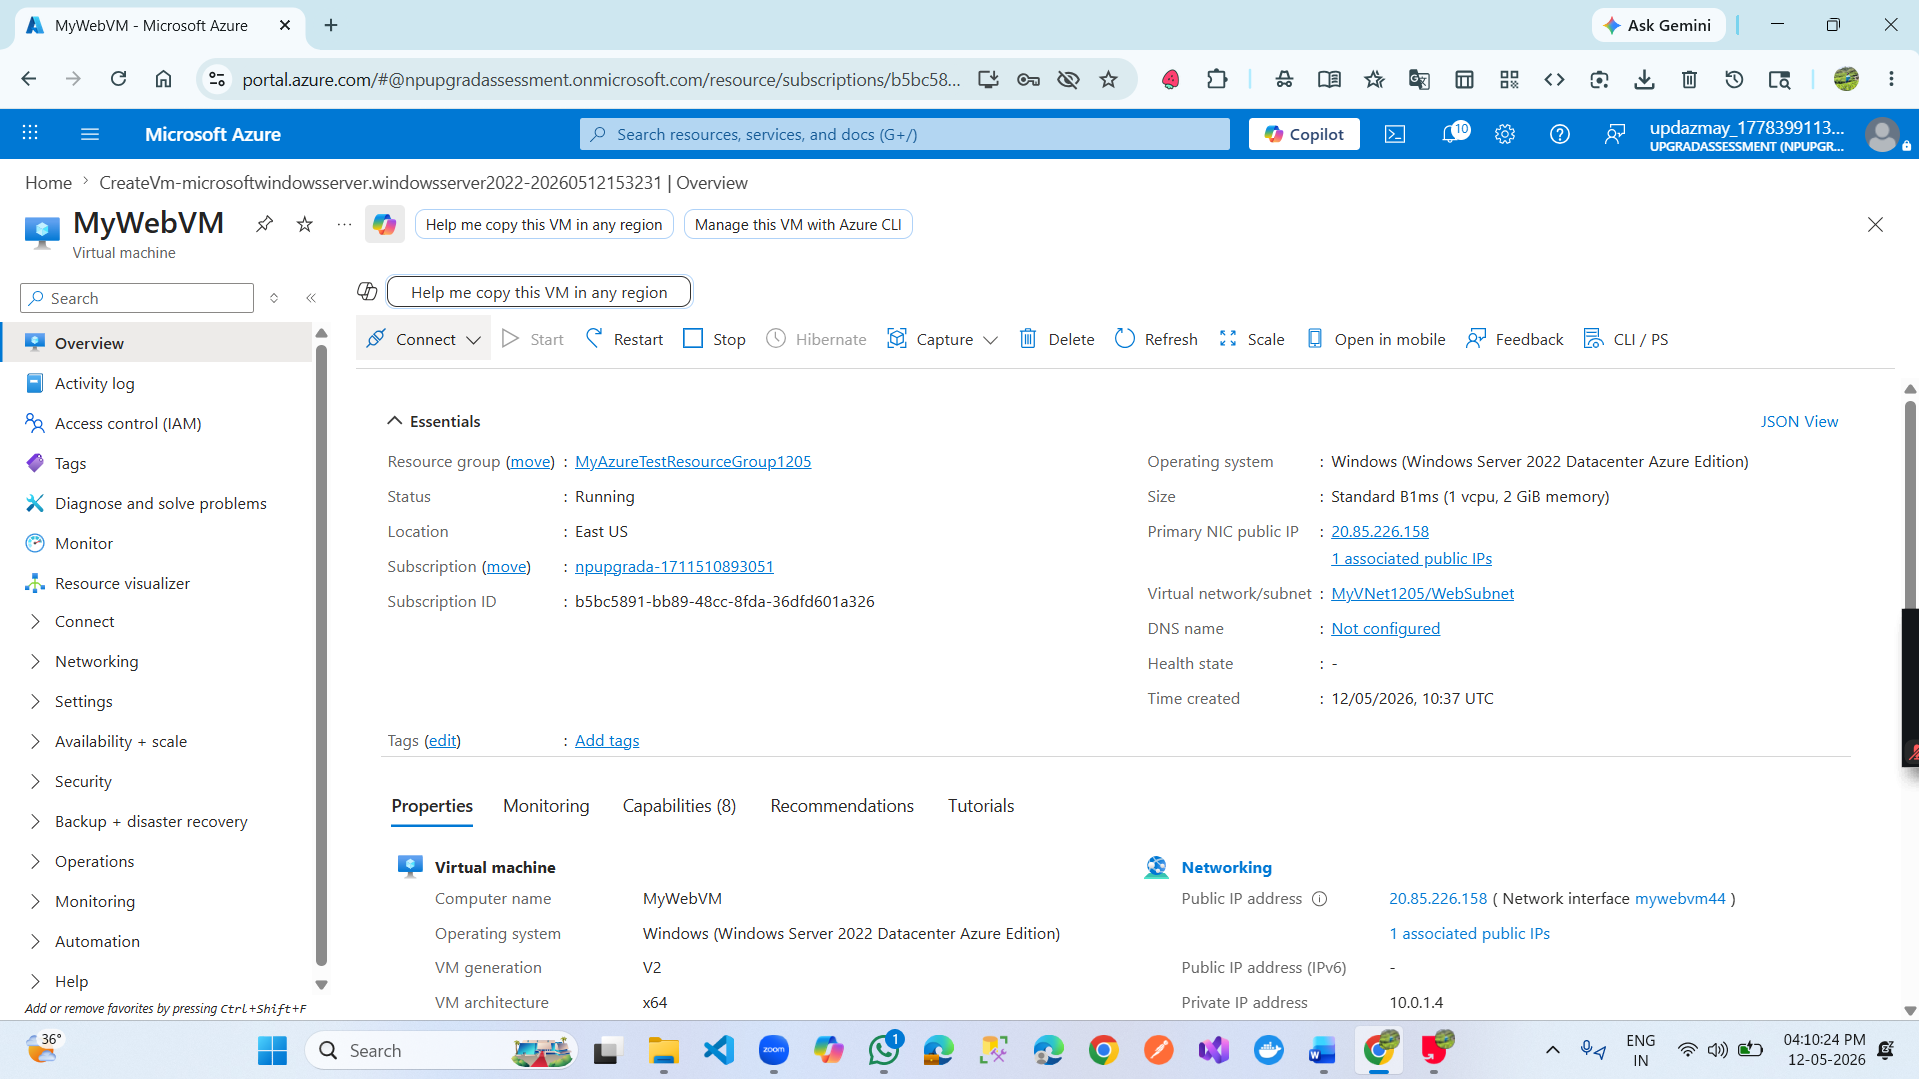 MyWebVM - Microsoft Azure
Ask Gemini
portal.azure.com/#@npupgradassessment.onmicrosoft.com/resource/subscriptions/b5bc58...
Microsoft Azure
Search resources, services, and docs (G+/)
Copilot
10
updazmay_1778399113...
UPGRADASSESSMENT (NPUPGR...
Home
CreateVm-microsoftwindowsserver.windowsserver2022-20260512153231 | Overview
MyWebVM
Virtual machine
Help me copy this VM in any region
Manage this VM with Azure CLI
Search
Help me copy this VM in any region
Connect
Start
Restart
Stop
Hibernate
Capture
Delete
Refresh
Scale
Open in mobile
Feedback
CLI / PS
Overview
Activity log
Access control (IAM)
Tags
Diagnose and solve problems
Monitor
Resource visualizer
Connect
Networking
Settings
Availability + scale
Security
Backup + disaster recovery
Operations
Monitoring
Automation
Help
Add or remove favorites by pressing Ctrl+Shift+F
Essentials
JSON View
Resource group (move) : MyAzureTestResourceGroup1205
Status : Running
Location : East US
Subscription (move) : npupgrada-1711510893051
Subscription ID : b5bc5891-bb89-48cc-8fda-36dfd601a326
Operating system : Windows (Windows Server 2022 Datacenter Azure Edition)
Size : Standard B1ms (1 vcpu, 2 GiB memory)
Primary NIC public IP : 20.85.226.158
1 associated public IPs
Virtual network/subnet : MyVNet1205/WebSubnet
DNS name : Not configured
Health state : -
Time created : 12/05/2026, 10:37 UTC
Tags (edit) : Add tags
Properties
Monitoring
Capabilities (8)
Recommendations
Tutorials
Virtual machine
Computer name MyWebVM
Operating system Windows (Windows Server 2022 Datacenter Azure Edition)
VM generation V2
VM architecture x64
Networking
Public IP address 20.85.226.158 ( Network interface mywebvm44 )
1 associated public IPs
Public IP address (IPv6) -
Private IP address 10.0.1.4
36°
Search
zoom
1
ENG
IN
04:10:24 PM
12-05-2026